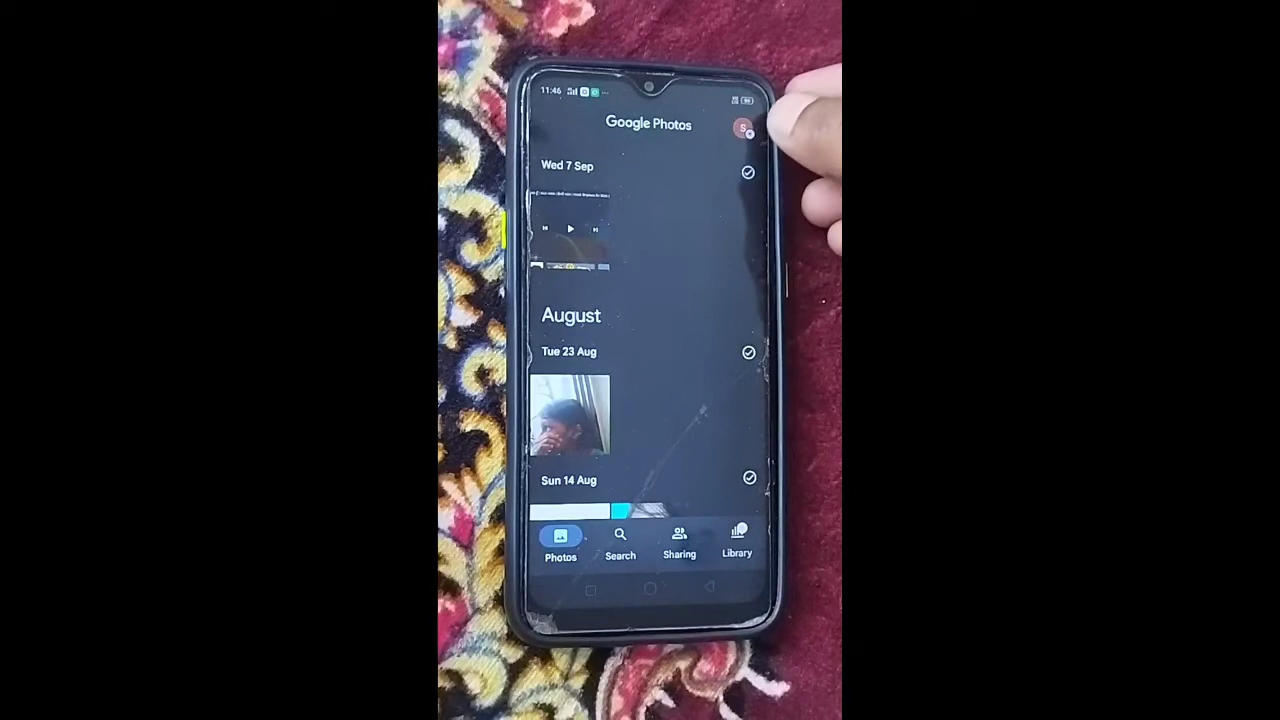 11:46
Google Photos
S
Wed 7 Sep
August
Tue 23 Aug
Sun 14 Aug
Photos
Search
Sharing
Library